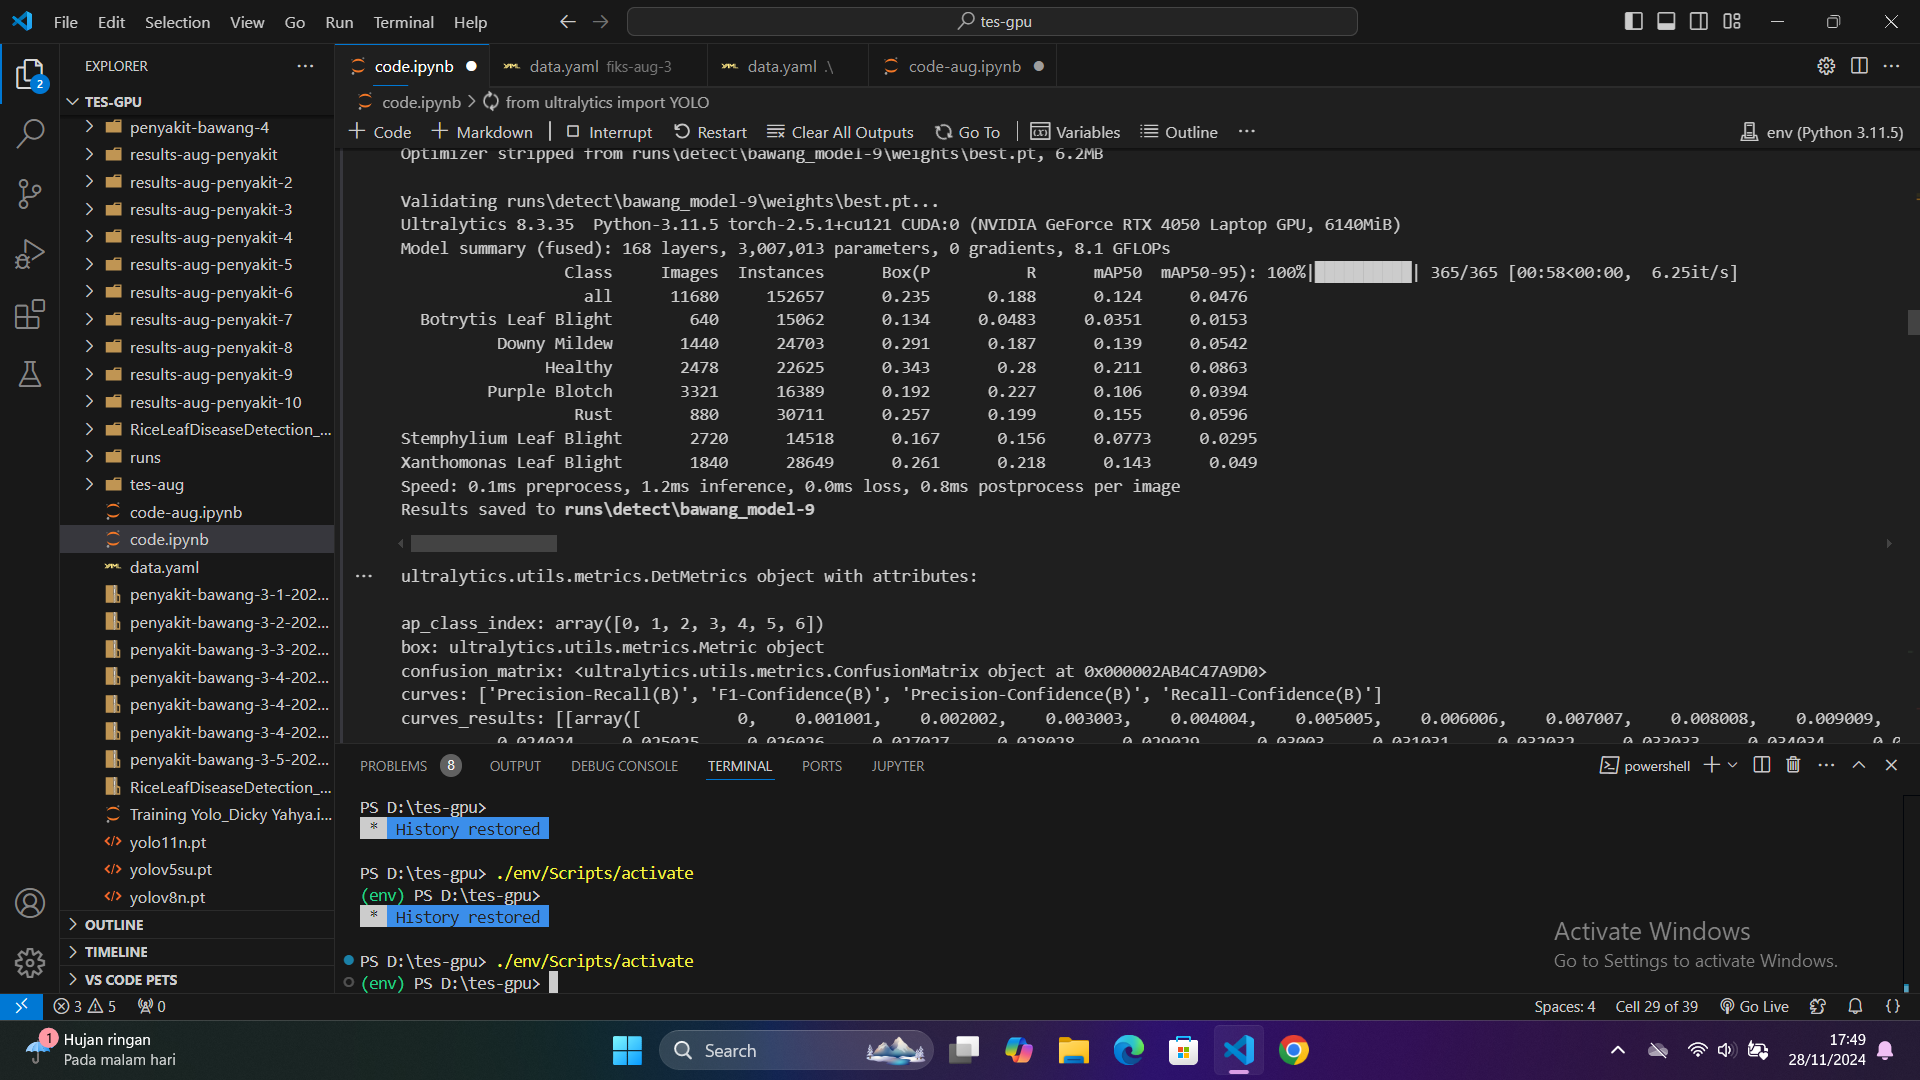 File Edit Selection View Go Run Terminal Help
tes-gpu
EXPLORER
code.ipynb
data.yaml fiks-aug-3
data.yaml .\
code-aug.ipynb
TES-GPU
code.ipynb > from ultralytics import YOLO
+ Code + Markdown | Interrupt Restart Clear All Outputs Go To | Variables Outline ...
env (Python 3.11.5)
penyakit-bawang-4
results-aug-penyakit
results-aug-penyakit-2
results-aug-penyakit-3
results-aug-penyakit-4
results-aug-penyakit-5
results-aug-penyakit-6
results-aug-penyakit-7
results-aug-penyakit-8
results-aug-penyakit-9
results-aug-penyakit-10
RiceLeafDiseaseDetection_...
runs
tes-aug
code-aug.ipynb
code.ipynb
data.yaml
penyakit-bawang-3-1-202...
penyakit-bawang-3-2-202...
penyakit-bawang-3-3-202...
penyakit-bawang-3-4-202...
penyakit-bawang-3-4-202...
penyakit-bawang-3-4-202...
penyakit-bawang-3-5-202...
RiceLeafDiseaseDetection_...
Training Yolo_Dicky Yahya.i...
yolo11n.pt
yolov5su.pt
yolov8n.pt
OUTLINE
TIMELINE
VS CODE PETS
Optimizer stripped from runs\detect\bawang_model-9\weights\best.pt, 6.2MB
Validating runs\detect\bawang_model-9\weights\best.pt...
Ultralytics 8.3.35 Python-3.11.5 torch-2.5.1+cu121 CUDA:0 (NVIDIA GeForce RTX 4050 Laptop GPU, 6140MiB)
Model summary (fused): 168 layers, 3,007,013 parameters, 0 gradients, 8.1 GFLOPs
Class Images Instances Box(P R mAP50 mAP50-95): 100%|██████████| 365/365 [00:58<00:00, 6.25it/s]
all 11680 152657 0.235 0.188 0.124 0.0476
Botrytis Leaf Blight 640 15062 0.134 0.0483 0.0351 0.0153
Downy Mildew 1440 24703 0.291 0.187 0.139 0.0542
Healthy 2478 22625 0.343 0.28 0.211 0.0863
Purple Blotch 3321 16389 0.192 0.227 0.106 0.0394
Rust 880 30711 0.257 0.199 0.155 0.0596
Stemphylium Leaf Blight 2720 14518 0.167 0.156 0.0773 0.0295
Xanthomonas Leaf Blight 1840 28649 0.261 0.218 0.143 0.049
Speed: 0.1ms preprocess, 1.2ms inference, 0.0ms loss, 0.8ms postprocess per image
Results saved to runs\detect\bawang_model-9
... ultralytics.utils.metrics.DetMetrics object with attributes:
ap_class_index: array([0, 1, 2, 3, 4, 5, 6])
box: ultralytics.utils.metrics.Metric object
confusion_matrix: <ultralytics.utils.metrics.ConfusionMatrix object at 0x000002AB4C47A9D0>
curves: ['Precision-Recall(B)', 'F1-Confidence(B)', 'Precision-Confidence(B)', 'Recall-Confidence(B)']
curves_results: [[array([ 0, 0.001001, 0.002002, 0.003003, 0.004004, 0.005005, 0.006006, 0.007007, 0.008008, 0.009009,
0.024024 0.025025 0.026026 0.027027 0.028028 0.029029 0.03003 0.031031 0.032032 0.033033 0.034034
PROBLEMS 8 OUTPUT DEBUG CONSOLE TERMINAL PORTS JUPYTER
powershell
PS D:\tes-gpu>
* History restored
PS D:\tes-gpu> ./env/Scripts/activate
(env) PS D:\tes-gpu>
* History restored
PS D:\tes-gpu> ./env/Scripts/activate
(env) PS D:\tes-gpu>
Activate Windows
Go to Settings to activate Windows.
3 5 0
Spaces: 4 Cell 29 of 39 Go Live {}
1
2
Hujan ringan
Pada malam hari
Search
17:49
28/11/2024